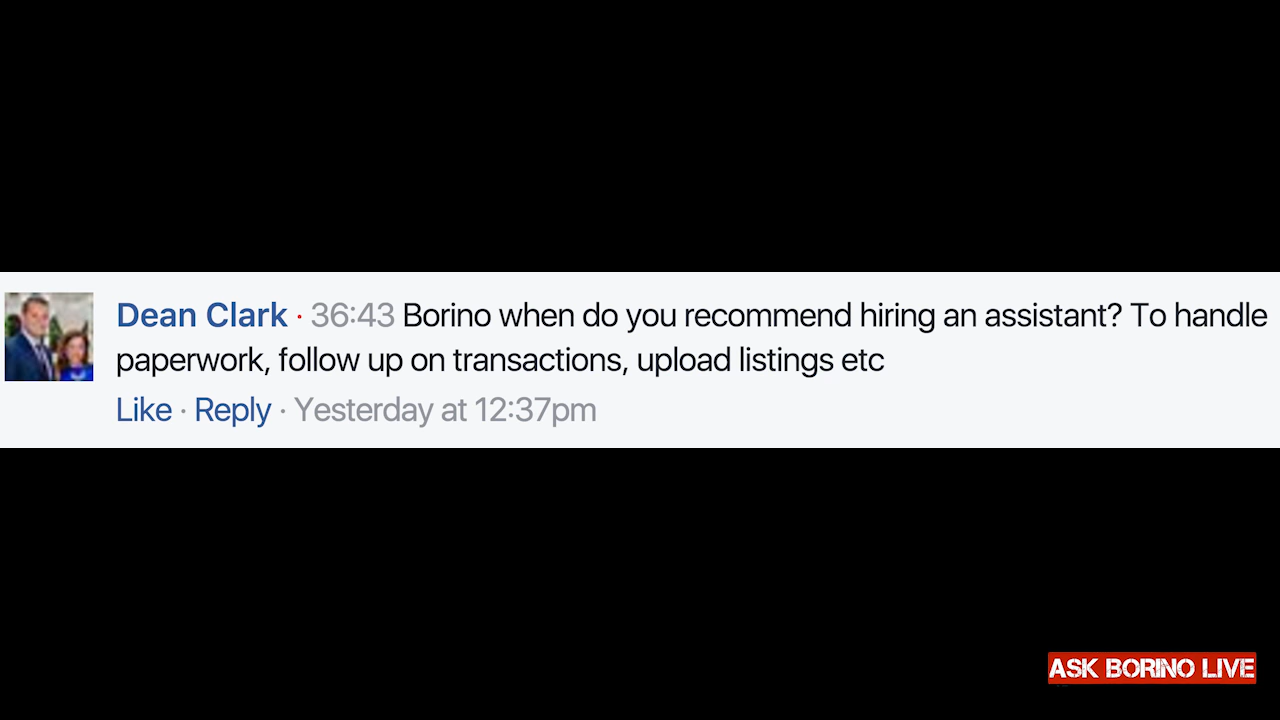 Dean Clark · 36:43 Borino when do you recommend hiring an assistant? To handle
paperwork, follow up on transactions, upload listings etc
Like · Reply · Yesterday at 12:37pm
ASK BORINO LIVE